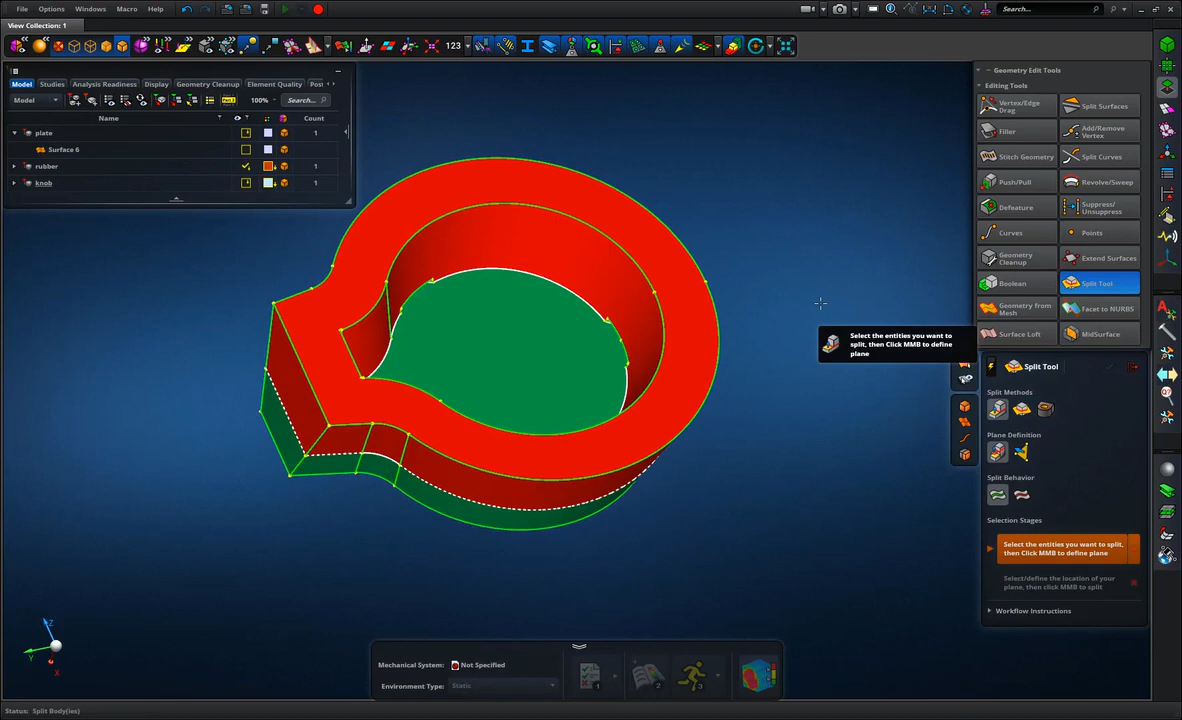 File Options Windows Macro Help
Search...
View Collection: 1
123
Model Studies Analysis Readiness Display Geometry Cleanup Element Quality Pos
Model 100% Search...
Name Count
plate 1
Surface 6
rubber 1
knob 1
Geometry Edit Tools
Editing Tools
Vertex/Edge Drag
Split Surfaces
Filler
Add/Remove Vertex
Stitch Geometry
Split Curves
Push/Pull
Revolve/Sweep
Defeature
Suppress/ Unsuppress
Curves
Points
Geometry Cleanup
Extend Surfaces
Boolean
Split Tool
Geometry from Mesh
Facet to NURBS
Surface Loft
MidSurface
Select the entities you want to
split, then Click MMB to define
plane
Split Tool
Split Methods
Plane Definition
Split Behavior
Selection Stages
Select the entities you want to split,
then Click MMB to define plane
Select/define the location of your
plane, then click MMB to split
Workflow Instructions
Z
Y
X
Mechanical System: Not Specified
Environment Type: Static
1
2
3
Status: Split Body(ies)